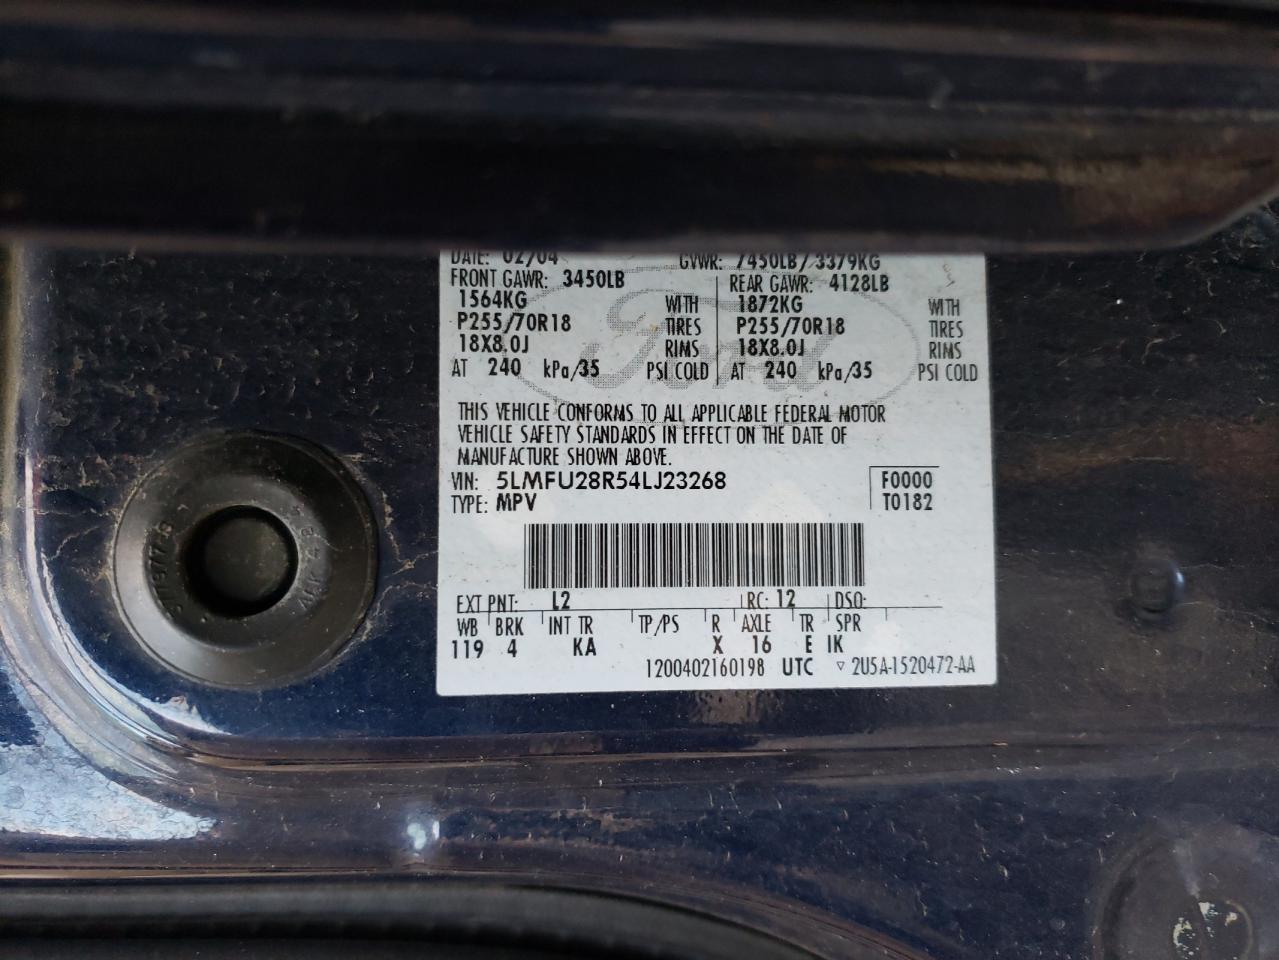 DATE: 02/04 GVWR: 7450LB/3379KG
FRONT GAWR: 3450LB REAR GAWR: 4128LB
1564KG WITH 1872KG WITH
P255/70R18 TIRES P255/70R18 TIRES
18X8.0J RIMS 18X8.0J RIMS
AT 240 kPa/35 PSI COLD AT 240 kPa/35 PSI COLD
Ford
THIS VEHICLE CONFORMS TO ALL APPLICABLE FEDERAL MOTOR
VEHICLE SAFETY STANDARDS IN EFFECT ON THE DATE OF
MANUFACTURE SHOWN ABOVE.
VIN: 5LMFU28R54LJ23268 F0000
TYPE: MPV T0182
EXT PNT: L2 RC: 12 DSO:
WB BRK INT TR TP/PS R AXLE TR SPR
119 4 KA X 16 E IK
1200402160198 UTC ▽ 2U5A-1520472-AA